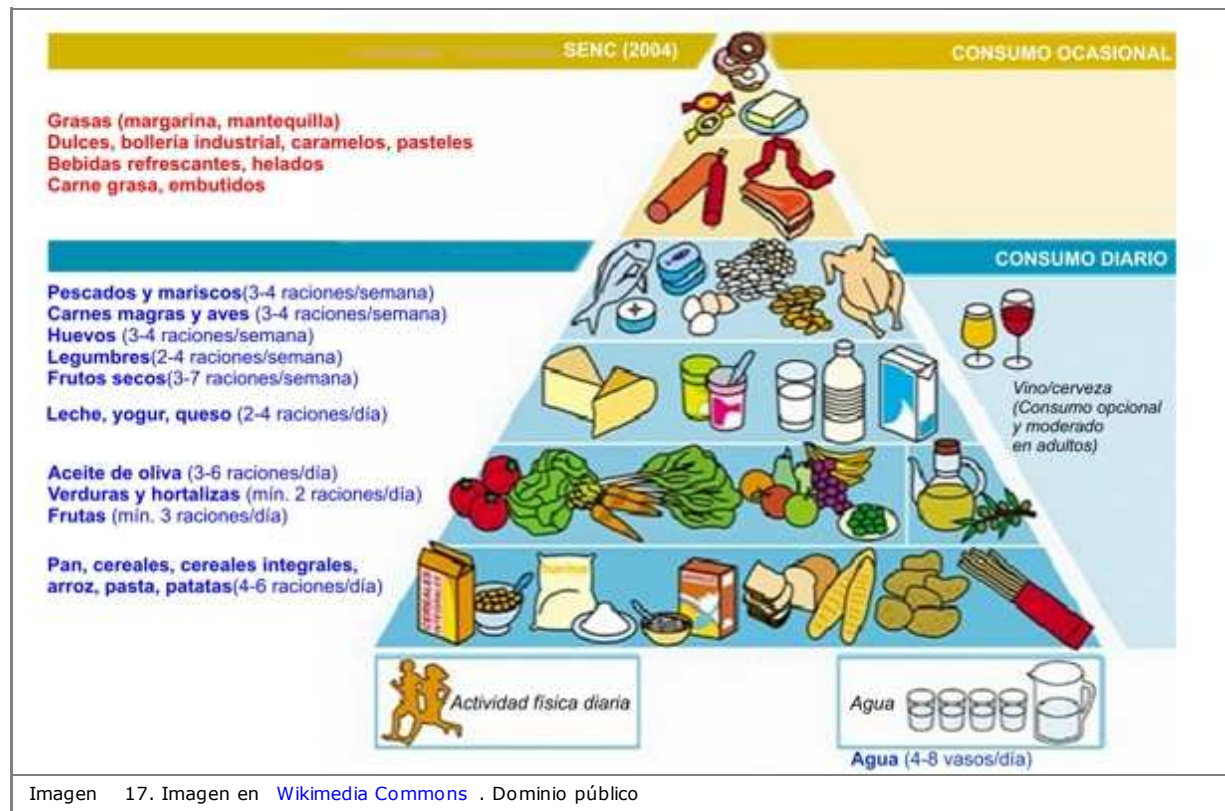 SENC (2004)
CONSUMO OCASIONAL
Grasas (margarina, mantequilla)
Dulces, bollería industrial, caramelos, pasteles
Bebidas refrescantes, helados
Carne grasa, embutidos
CONSUMO DIARIO
Pescados y mariscos(3-4 raciones/semana)
Carnes magras y aves (3-4 raciones/semana)
Huevos (3-4 raciones/semana)
Legumbres(2-4 raciones/semana)
Frutos secos(3-7 raciones/semana)
Leche, yogur, queso (2-4 raciones/día)
Vino/cerveza
(Consumo opcional
y moderado
en adultos)
Aceite de oliva (3-6 raciones/día)
Verduras y hortalizas (mín. 2 raciones/día)
Frutas (mín. 3 raciones/día)
Pan, cereales, cereales integrales,
arroz, pasta, patatas(4-6 raciones/día)
CEREALES
INTEGRALES
Actividad física diaria
Agua
Agua (4-8 vasos/día)
Imagen 17. Imagen en Wikimedia Commons . Dominio público